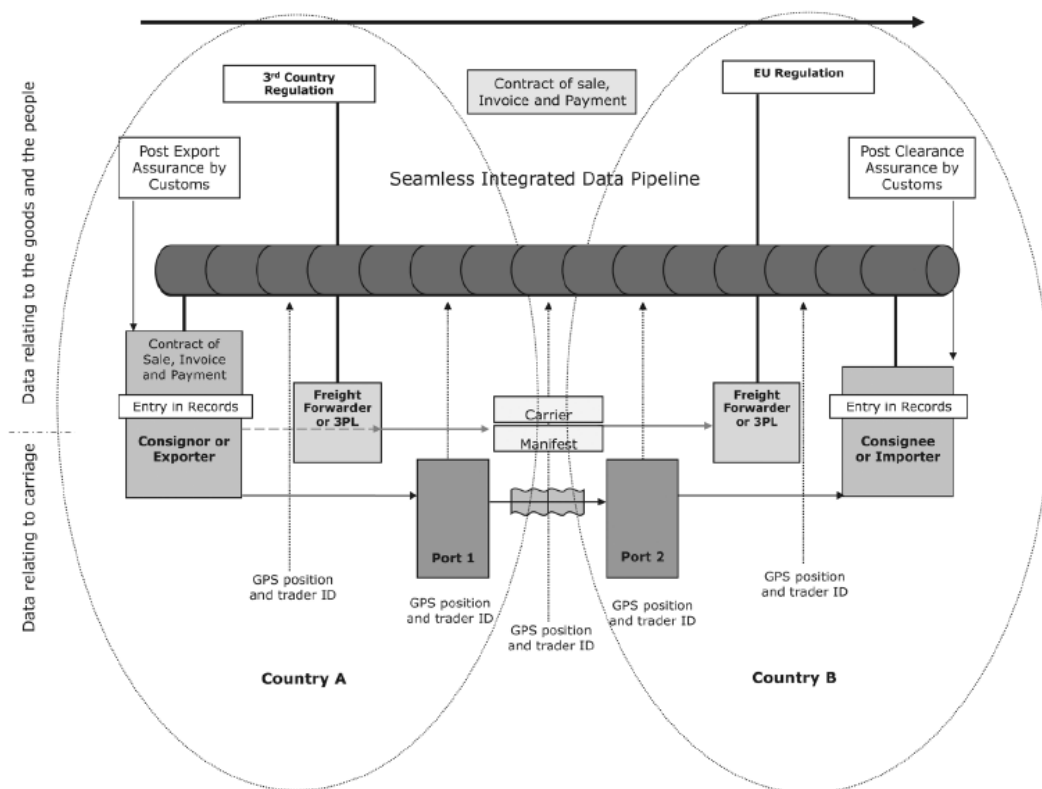 3rd Country
Regulation
Contract of sale,
Invoice and Payment
EU Regulation
Post Export
Assurance by
Customs
Post Clearance
Assurance by
Customs
Seamless Integrated Data Pipeline
Data relating to the goods and the people
Data relating to carriage
Contract of
Sale, Invoice
and Payment
Entry in Records
Consignor or
Exporter
Freight
Forwarder
or 3PL
Carrier
Manifest
Freight
Forwarder
or 3PL
Entry in Records
Consignee
or Importer
Port 1
Port 2
GPS position
and trader ID
GPS position
and trader ID
GPS position
and trader ID
GPS position
and trader ID
GPS position
and trader ID
Country A
Country B